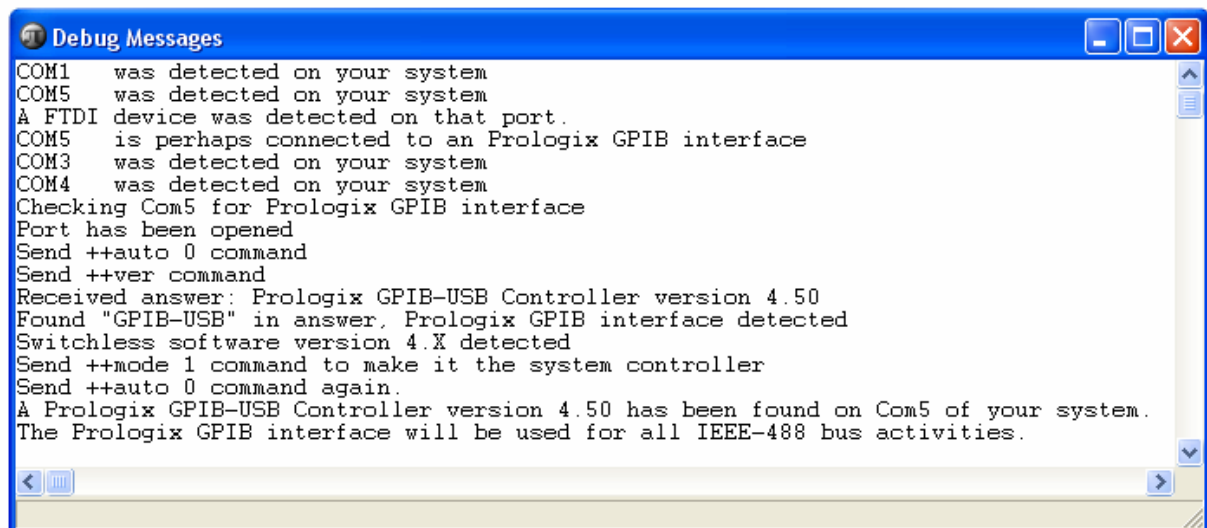 Debug Messages
COM1 was detected on your system
COM5 was detected on your system
A FTDI device was detected on that port.
COM5 is perhaps connected to an Prologix GPIB interface
COM3 was detected on your system
COM4 was detected on your system
Checking Com5 for Prologix GPIB interface
Port has been opened
Send ++auto 0 command
Send ++ver command
Received answer: Prologix GPIB-USB Controller version 4.50
Found "GPIB-USB" in answer, Prologix GPIB interface detected
Switchless software version 4.X detected
Send ++mode 1 command to make it the system controller
Send ++auto 0 command again.
A Prologix GPIB-USB Controller version 4.50 has been found on Com5 of your system.
The Prologix GPIB interface will be used for all IEEE-488 bus activities.